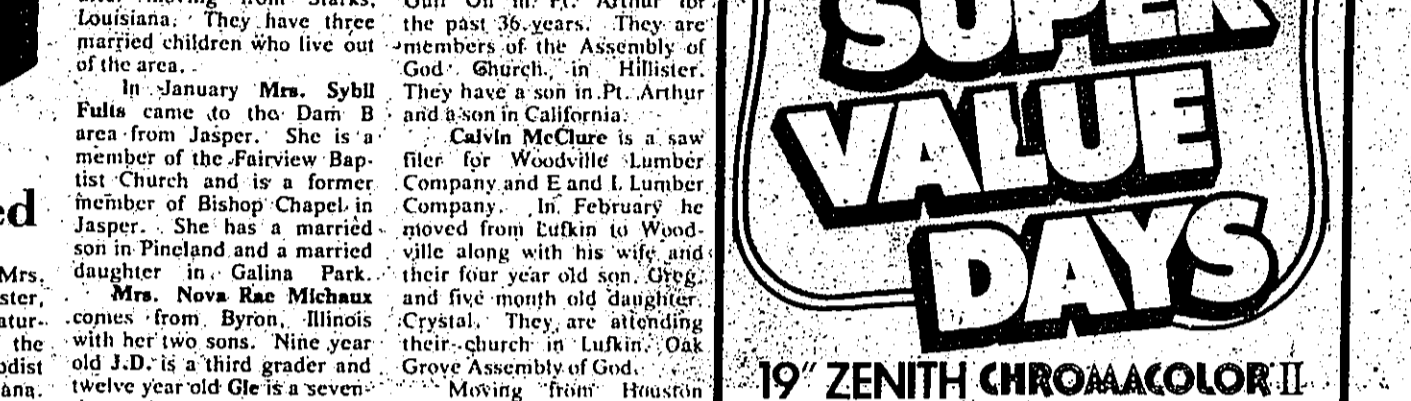 ed
Mrs.
ster,
atur-
the
odist
ana.
Louisiana. They have three
married children who live out
of the area.
In January Mrs. Sybil
Fulls came to the Dam B
area from Jasper. She is a
member of the Fairview Bap-
tist Church and is a former
member of Bishop Chapel in
Jasper. She has a married
son in Pineland and a married
daughter in Galina Park.
Mrs. Nova Rae Michaux
comes from Byron, Illinois
with her two sons. Nine year
old J.D. is a third grader and
twelve year old Gle is a seven-
the past 36 years. They are
members of the Assembly of
God Church, in Hillister.
They have a son in Pt. Arthur
and a son in California.
Calvin McClure is a saw
filer for Woodville Lumber
Company and E and L Lumber
Company. In February he
moved from Lufkin to Wood-
ville along with his wife and
their four year old son, Greg,
and five month old daughter,
Crystal. They are attending
their church in Lufkin, Oak
Grove Assembly of God.
Moving from Houston
SUPER
VALUE
DAYS
19" ZENITH CHROMACOLOR II